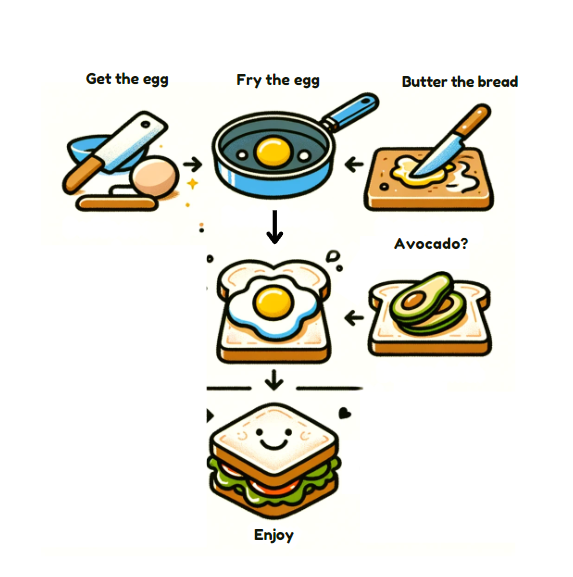 Get the egg
Fry the egg
Butter the bread
Avocado?
Enjoy